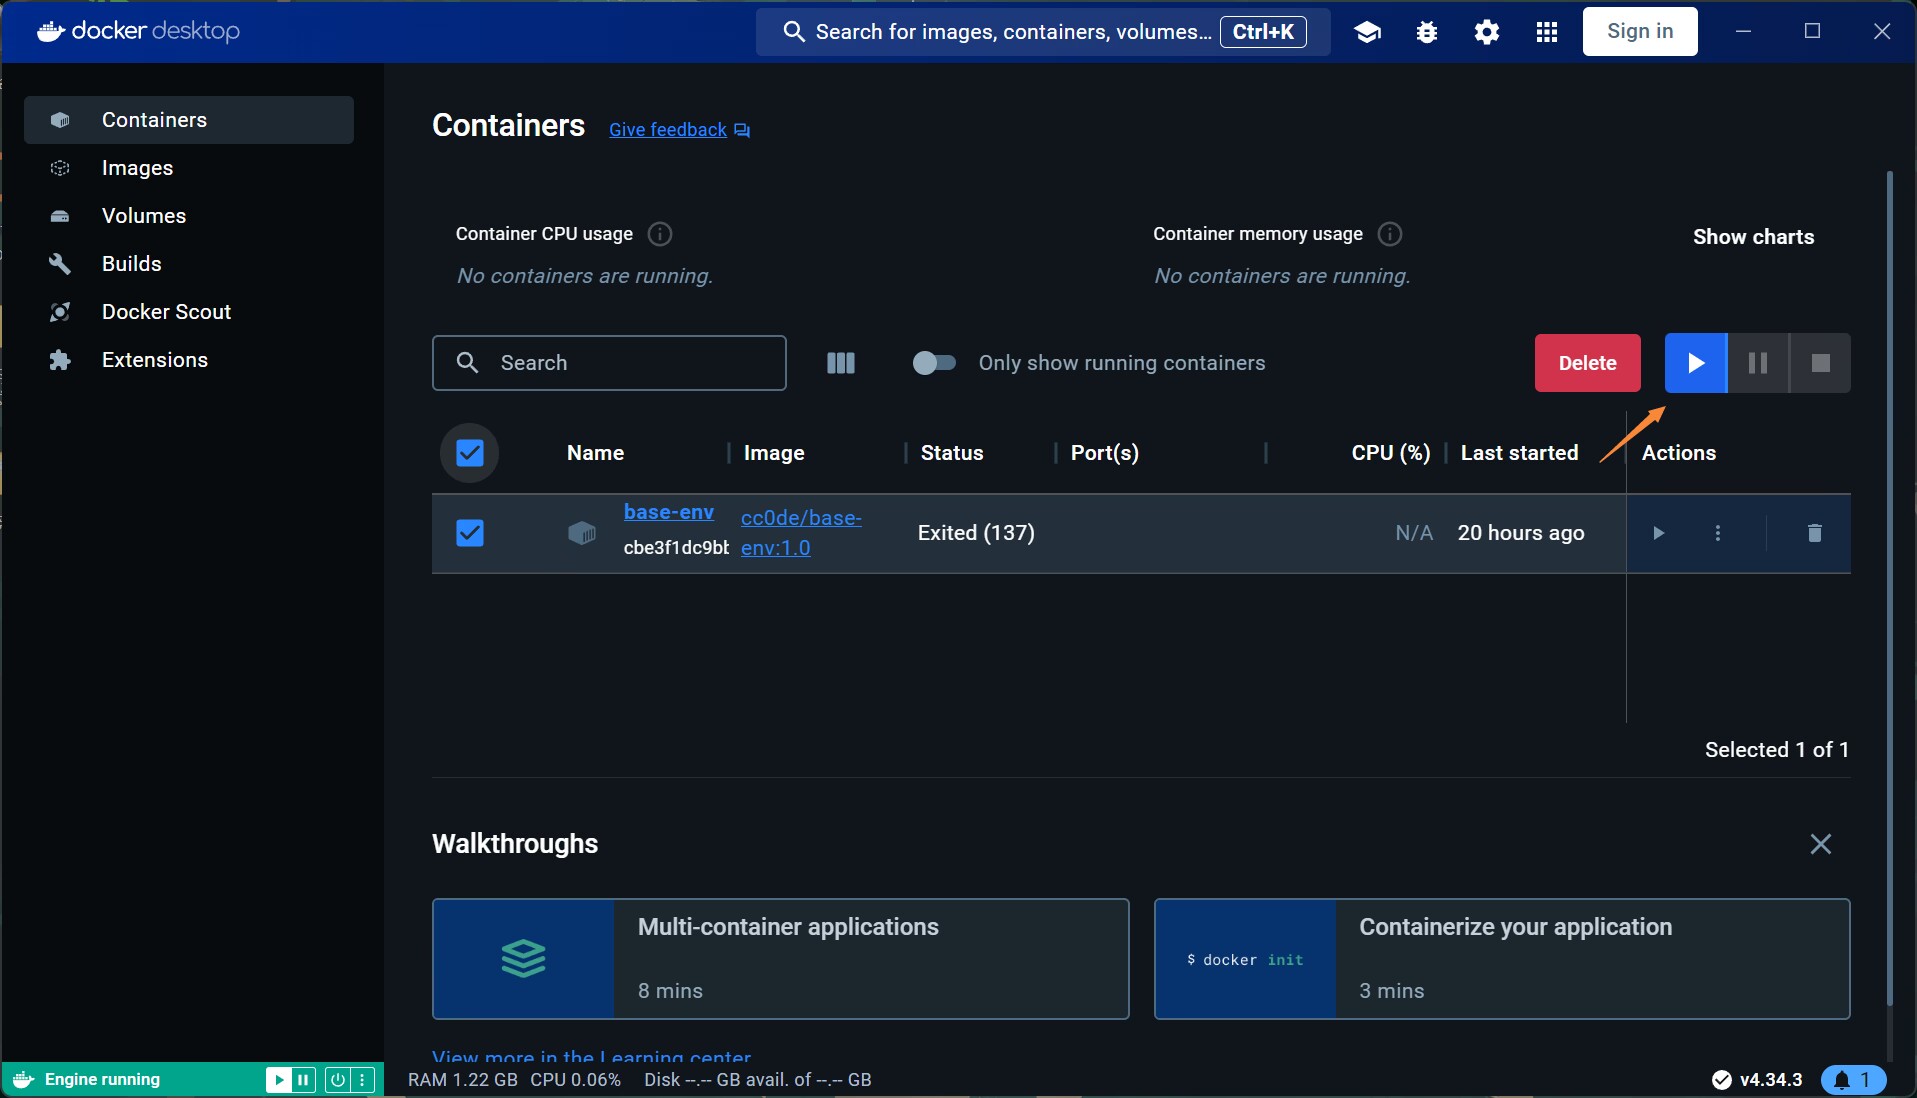 docker desktop
Search for images, containers, volumes... Ctrl+K
Sign in
Containers
Images
Volumes
Builds
Docker Scout
Extensions
Containers Give feedback
Container CPU usage
No containers are running.
Container memory usage
No containers are running.
Show charts
Search
Only show running containers
Delete
Name Image Status Port(s) CPU (%) Last started Actions
base-env
cbe3f1dc9bb
cc0de/base-
env:1.0
Exited (137)
N/A
20 hours ago
Selected 1 of 1
Walkthroughs
Multi-container applications
8 mins
$ docker init
Containerize your application
3 mins
View more in the Learning center
Engine running
RAM 1.22 GB CPU 0.06% Disk --.-- GB avail. of --.-- GB
v4.34.3
1